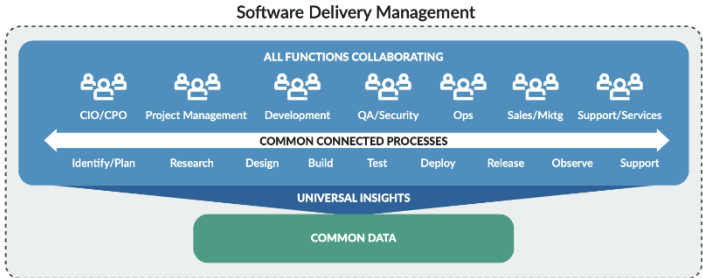 Software Delivery Management
ALL FUNCTIONS COLLABORATING
CIO/CPO Project Management Development QA/Security Ops Sales/Mktg Support/Services
COMMON CONNECTED PROCESSES
Identify/Plan Research Design Build Test Deploy Release Observe Support
UNIVERSAL INSIGHTS
COMMON DATA